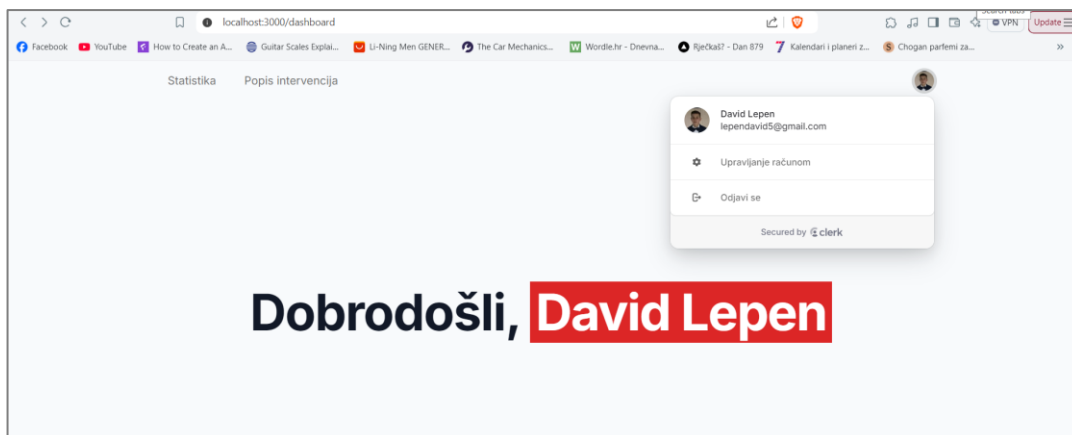 localhost:3000/dashboard
VPN
Update
Facebook
YouTube
How to Create an A...
Guitar Scales Explai...
Li-Ning Men GENER...
The Car Mechanics...
Wordle.hr - Dnevna...
Rječkaš? - Dan 879
Kalendari i planeri z...
Chogan parfemi za...
Statistika Popis intervencija
David Lepen
lependavid5@gmail.com
Upravljanje računom
Odjavi se
Secured by clerk
Dobrodošli, David Lepen